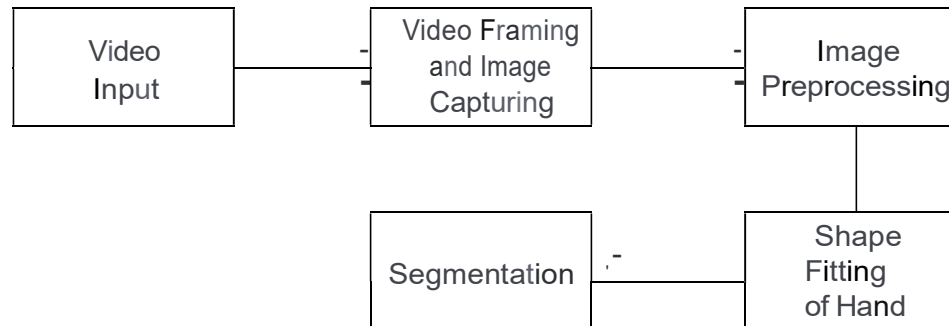 Video
Input
Video Framing
and Image
Capturing
Image
Preprocessing
Segmentation
Shape
Fitting
of Hand